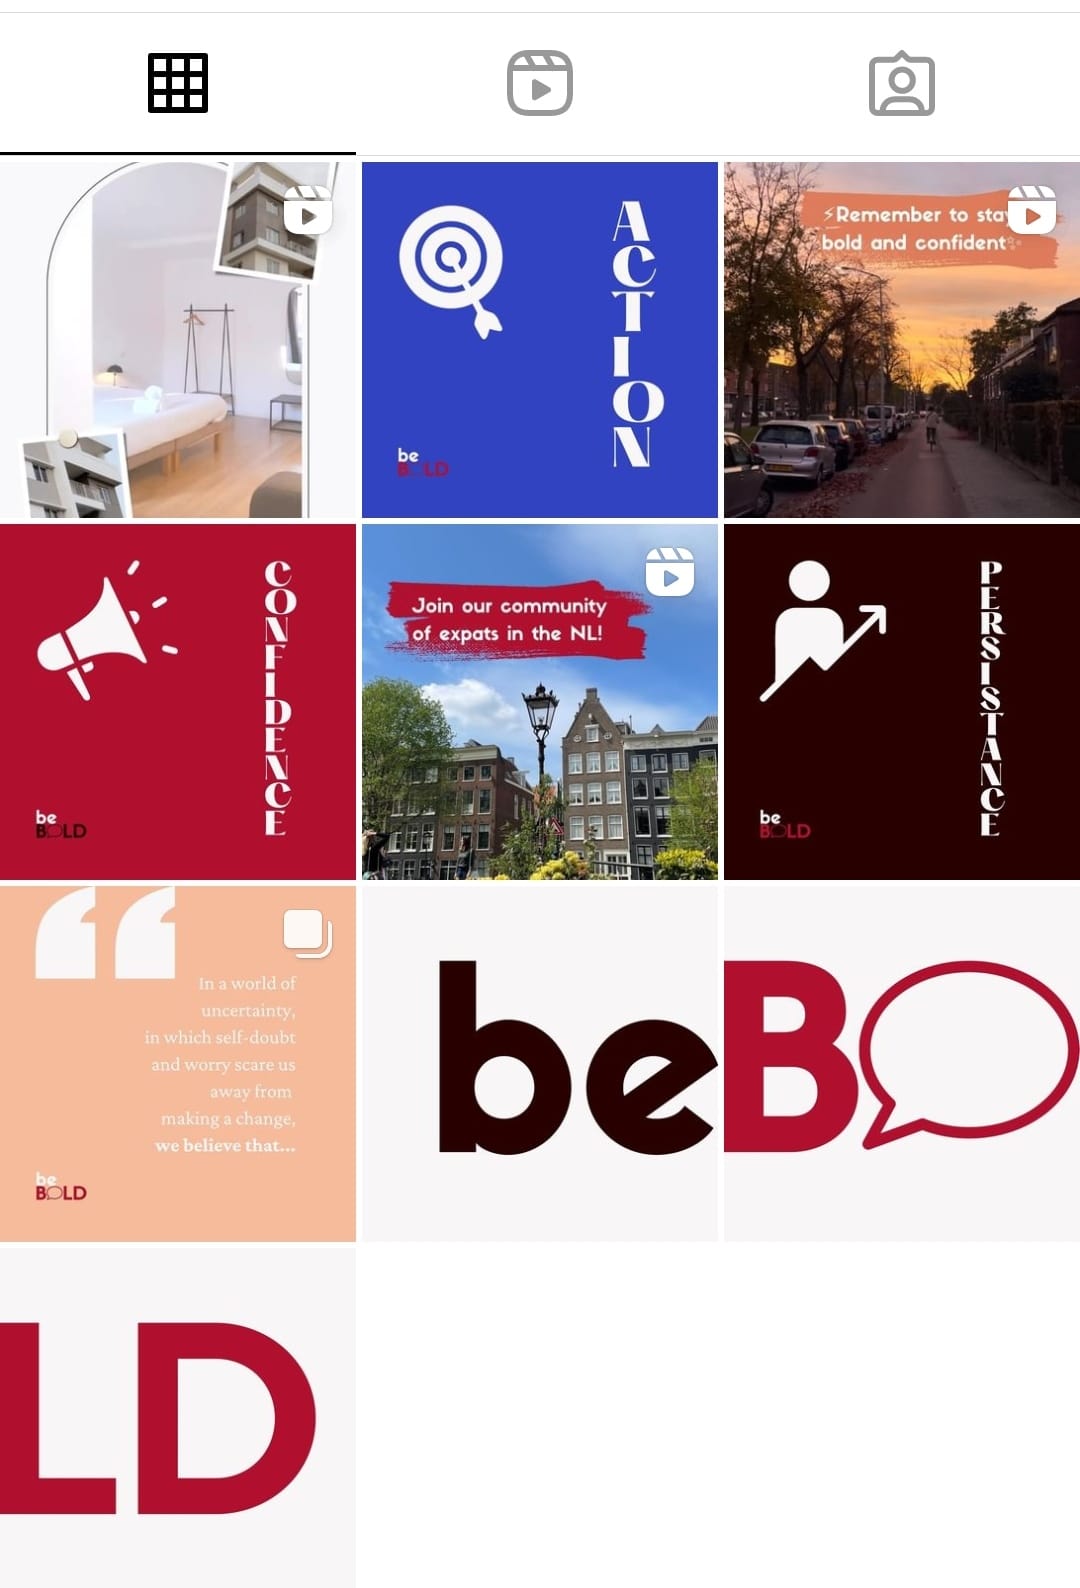 ACTION
be
BOLD
⚡Remember to stay
bold and confident✨
CONFIDENCE
be
BOLD
Join our community
of expats in the NL!
PERSISTANCE
be
BOLD
“
In a world of
uncertainty,
in which self-doubt
and worry scare us
away from
making a change,
we believe that...
be
BOLD
be
BO
LD